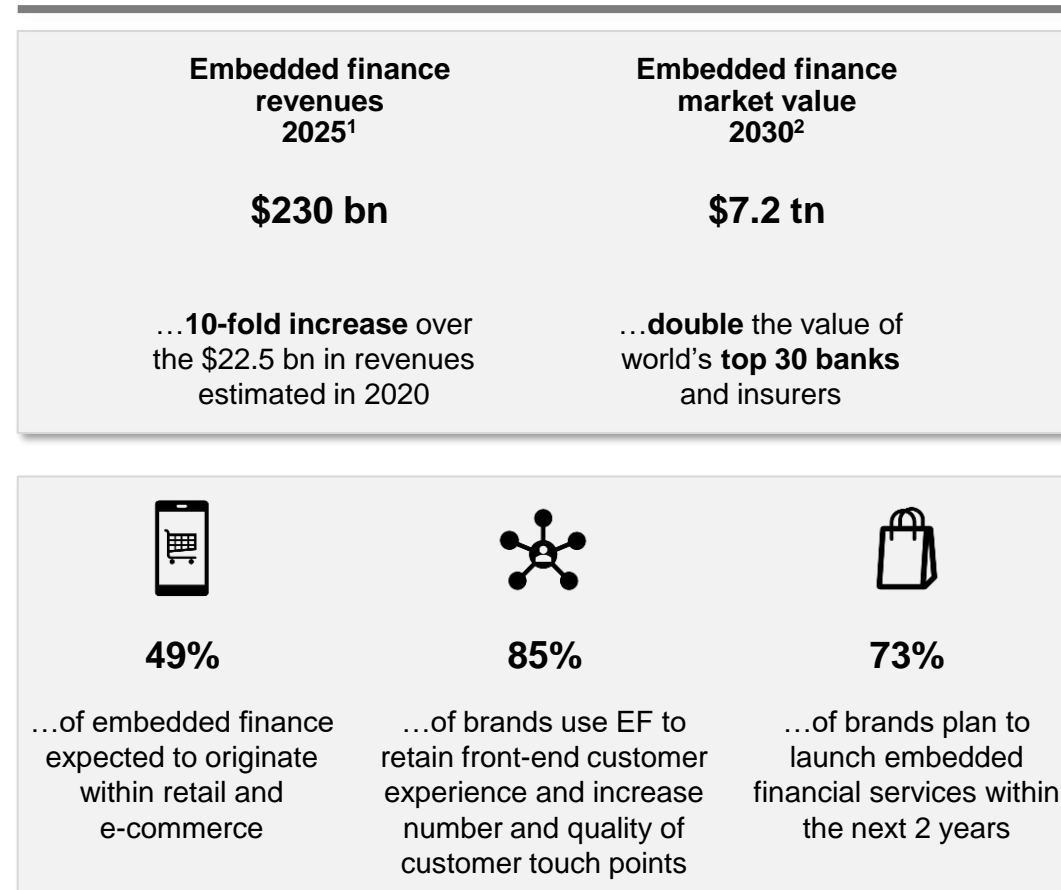 Embedded finance
revenues
2025¹
$230 bn
…10-fold increase over
the $22.5 bn in revenues
estimated in 2020
Embedded finance
market value
2030²
$7.2 tn
…double the value of
world’s top 30 banks
and insurers
49%
…of embedded finance
expected to originate
within retail and
e-commerce
85%
…of brands use EF to
retain front-end customer
experience and increase
number and quality of
customer touch points
73%
…of brands plan to
launch embedded
financial services within
the next 2 years